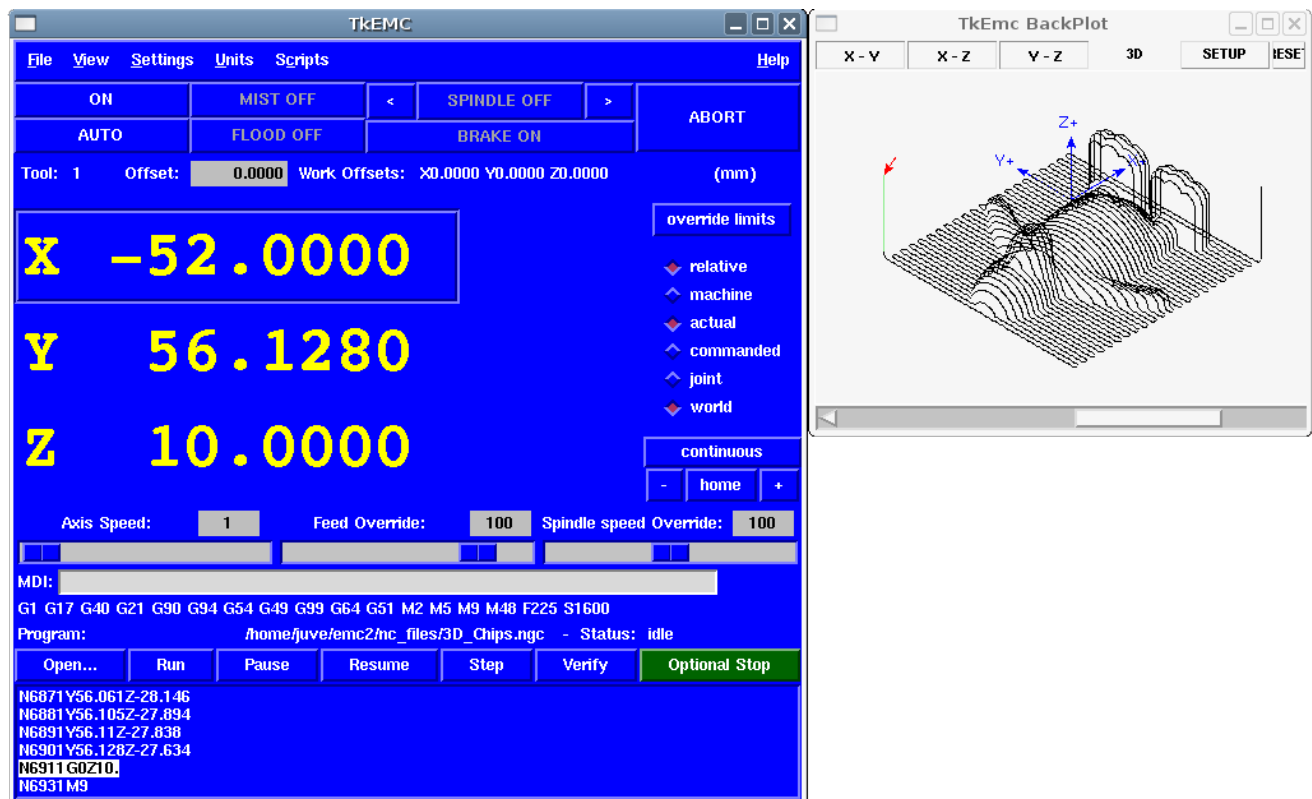 TkEMC
File View Settings Units Scripts Help
ON MIST OFF < SPINDLE OFF > ABORT
AUTO FLOOD OFF BRAKE ON
Tool: 1 Offset: 0.0000 Work Offsets: X0.0000 Y0.0000 Z0.0000 (mm)
override limits
X -52.0000
relative
machine
Y 56.1280
actual
commanded
joint
world
Z 10.0000
continuous
- home +
Axis Speed: 1 Feed Override: 100 Spindle speed Override: 100
MDI:
G1 G17 G40 G21 G90 G94 G54 G49 G99 G64 G51 M2 M5 M9 M48 F225 S1600
Program: /home/juve/emc2/nc_files/3D_Chips.ngc - Status: idle
Open... Run Pause Resume Step Verify Optional Stop
N6871Y56.061Z-28.146
N6881Y56.105Z-27.894
N6891Y56.11Z-27.838
N6901Y56.128Z-27.634
N6911G0Z10.
N6931M9
TkEmc BackPlot
X - Y X - Z Y - Z 3D SETUP ESE
Z+
Y+ X+